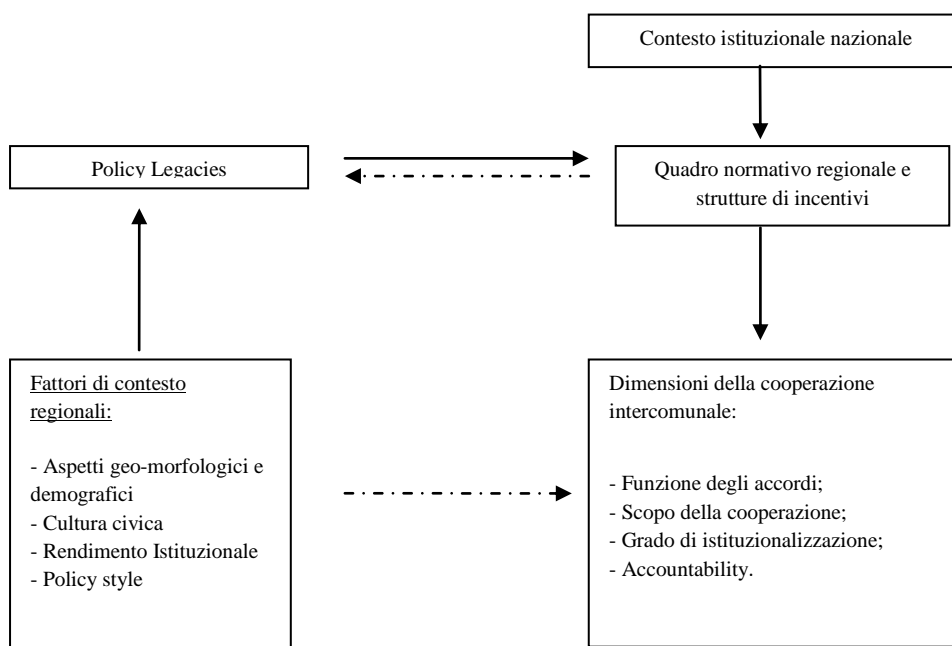 Contesto istituzionale nazionale
Policy Legacies
Quadro normativo regionale e
strutture di incentivi
Fattori di contesto
regionali:
- Aspetti geo-morfologici e
demografici
- Cultura civica
- Rendimento Istituzionale
- Policy style
Dimensioni della cooperazione
intercomunale:
- Funzione degli accordi;
- Scopo della cooperazione;
- Grado di istituzionalizzazione;
- Accountability.